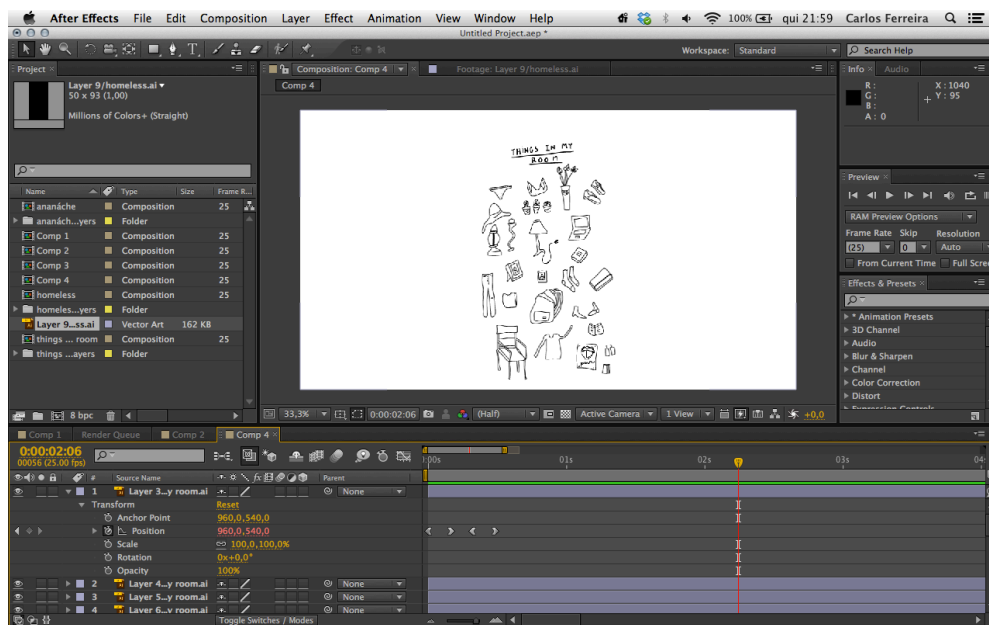 After Effects File Edit Composition Layer Effect Animation View Window Help 100% qui 21:59 Carlos Ferreira
Untitled Project.aep *
Workspace: Standard Search Help
Project
Layer 9/homeless.ai
50 x 93 (1,00)
Millions of Colors+ (Straight)
Name Type Size Frame R...
ananáche Composition 25
ananách...yers Folder
Comp 1 Composition 25
Comp 2 Composition 25
Comp 3 Composition 25
Comp 4 Composition 25
homeless Composition 25
homeles...yers Folder
Layer 9...ss.ai Vector Art 162 KB
things ... room Composition 25
things ...ayers Folder
8 bpc
Composition: Comp 4 Footage: Layer 9/homeless.ai
Comp 4
THINGS IN MY
ROOM
33,3% 0:00:02:06 (Half) Active Camera 1 View +0,0
Info Audio
R : X : 1040
G : Y : 95
B :
A : 0
Preview
RAM Preview Options
Frame Rate Skip Resolution
(25) 0 Auto
From Current Time Full Scre
Effects & Presets
* Animation Presets
3D Channel
Audio
Blur & Sharpen
Channel
Color Correction
Distort
Expression Controls
Comp 1 Render Queue Comp 2 Comp 4
0:00:02:06
00056 (25.00 fps)
):00s 01s 02s 03s 04:
# Source Name Parent
1 Layer 3...y room.ai None
Transform Reset
Anchor Point 960,0,540,0
Position 960,0,540,0
Scale 100,0,100,0%
Rotation 0x+0,0°
Opacity 100%
2 Layer 4...y room.ai None
3 Layer 5...y room.ai None
4 Layer 6...y room.ai None
Toggle Switches / Modes